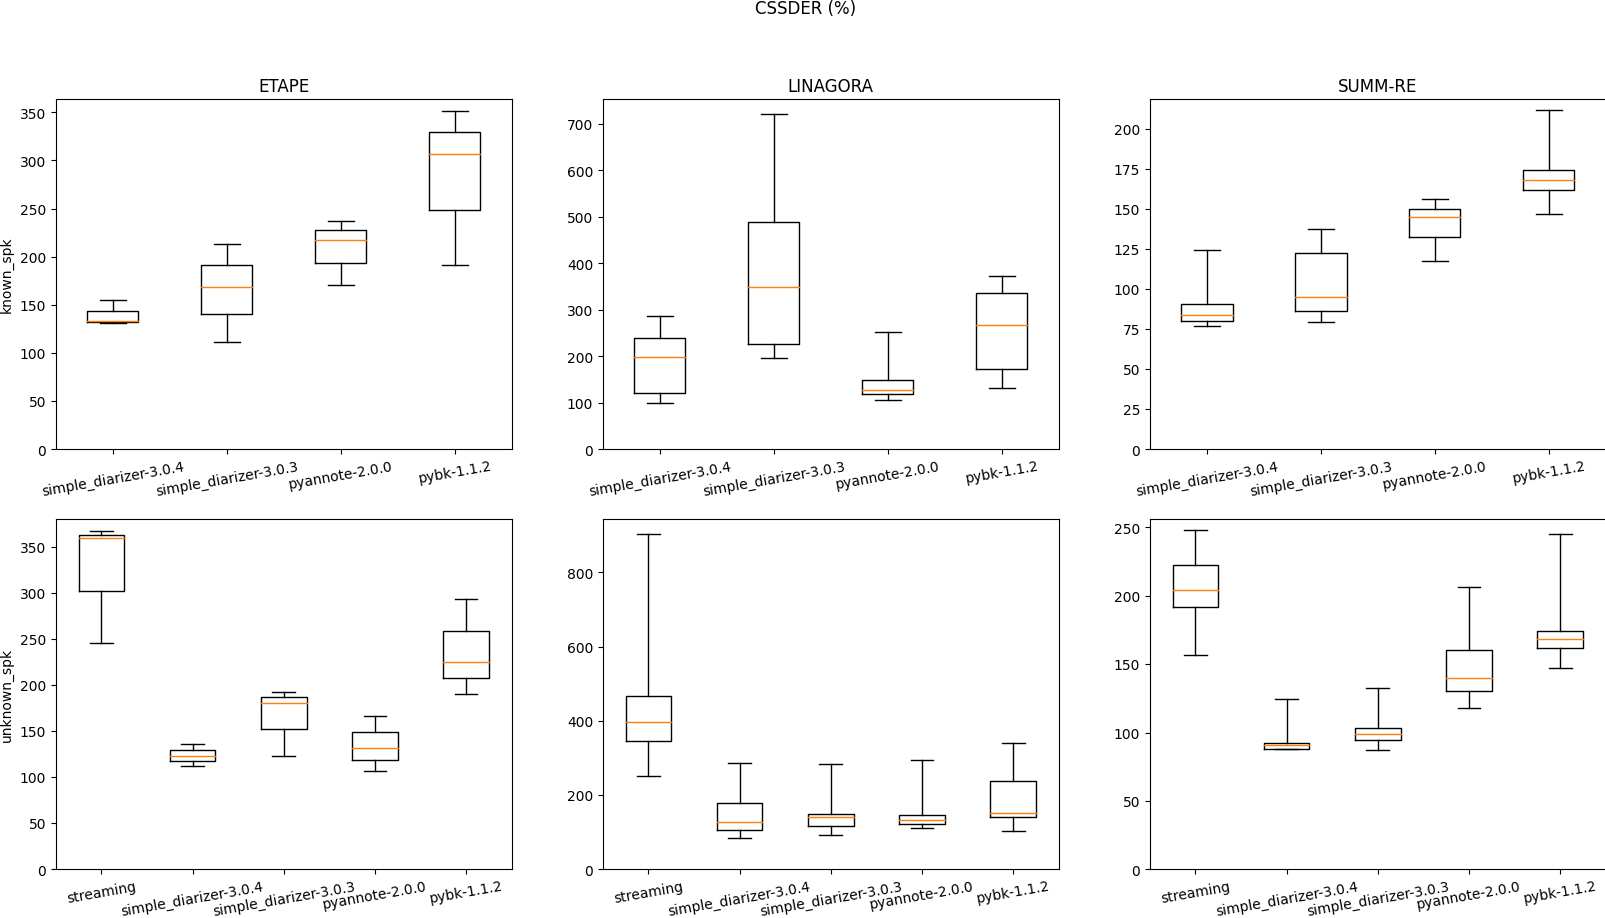 CSSDER (%)
ETAPE
LINAGORA
SUMM-RE
known_spk
350
300
250
200
150
100
50
0
simple_diarizer-3.0.4
simple_diarizer-3.0.3
pyannote-2.0.0
pybk-1.1.2
700
600
500
400
300
200
100
0
simple_diarizer-3.0.4
simple_diarizer-3.0.3
pyannote-2.0.0
pybk-1.1.2
200
175
150
125
100
75
50
25
0
simple_diarizer-3.0.4
simple_diarizer-3.0.3
pyannote-2.0.0
pybk-1.1.2
unknown_spk
350
300
250
200
150
100
50
0
streaming
simple_diarizer-3.0.4
simple_diarizer-3.0.3
pyannote-2.0.0
pybk-1.1.2
800
600
400
200
0
streaming
simple_diarizer-3.0.4
simple_diarizer-3.0.3
pyannote-2.0.0
pybk-1.1.2
250
200
150
100
50
0
streaming
simple_diarizer-3.0.4
simple_diarizer-3.0.3
pyannote-2.0.0
pybk-1.1.2